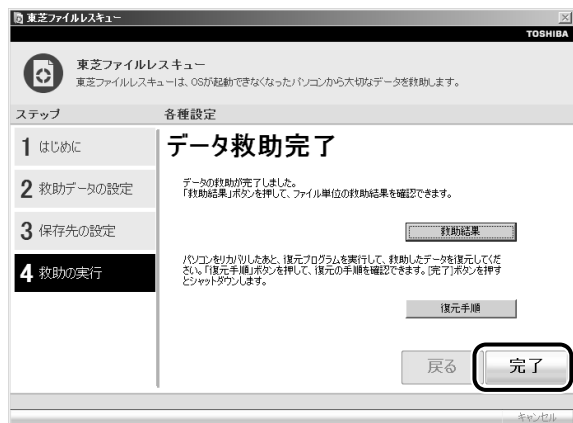 東芝ファイルレスキュー
TOSHIBA
東芝ファイルレスキュー
東芝ファイルレスキューは、OSが起動できなくなったパソコンから大切なデータを救助します。
ステップ
各種設定
1 はじめに
2 救助データの設定
3 保存先の設定
4 救助の実行
データ救助完了
データの救助が完了しました。
「救助結果」ボタンを押して、ファイル単位の救助結果を確認できます。
救助結果
パソコンをリカバリしたあと、復元プログラムを実行して、救助したデータを復元してくだ
さい。「復元手順」ボタンを押して、復元の手順を確認できます。[完了]ボタンを押す
とシャットダウンします。
復元手順
戻る
完了
キャンセル